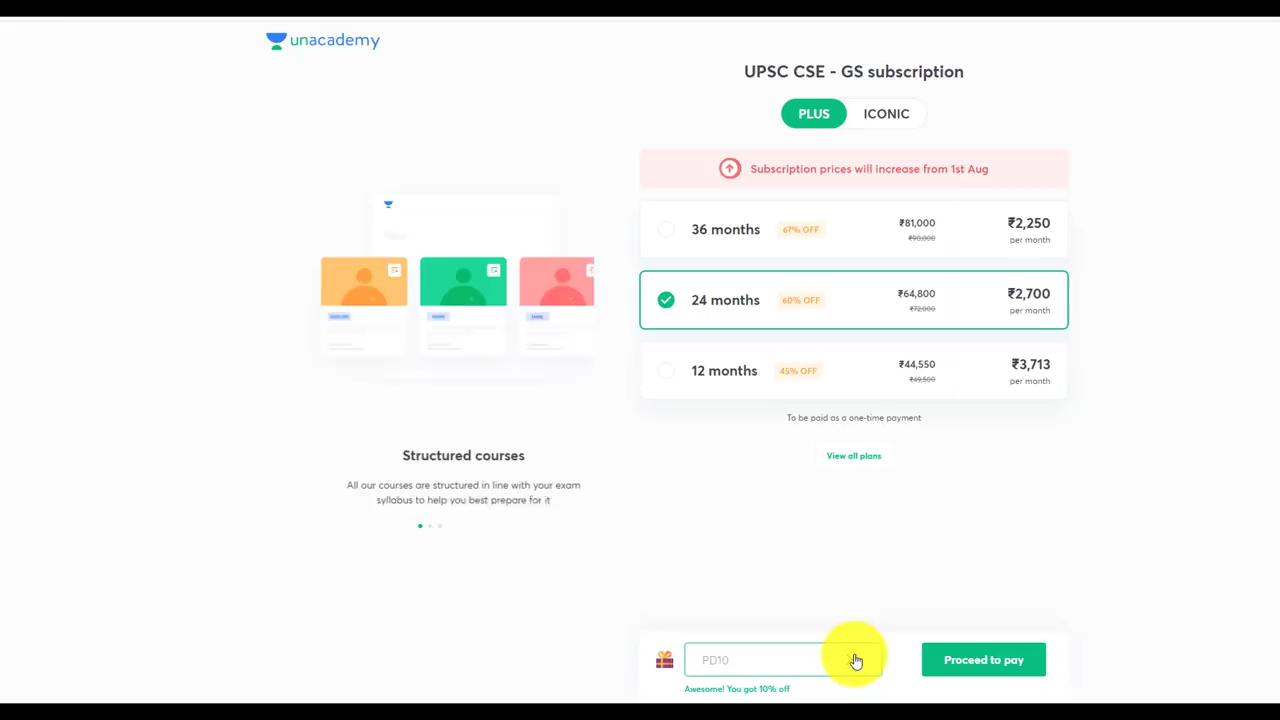 unacademy
UPSC CSE - GS subscription
PLUS ICONIC
Subscription prices will increase from 1st Aug
36 months 67% OFF ₹81,000 ₹2,250
₹90,000 per month
24 months 60% OFF ₹64,800 ₹2,700
₹72,000 per month
12 months 45% OFF ₹44,550 ₹3,713
₹49,500 per month
To be paid as a one-time payment
View all plans
Structured courses
All our courses are structured in line with your exam
syllabus to help you best prepare for it
PD10
Proceed to pay
Awesome! You got 10% off